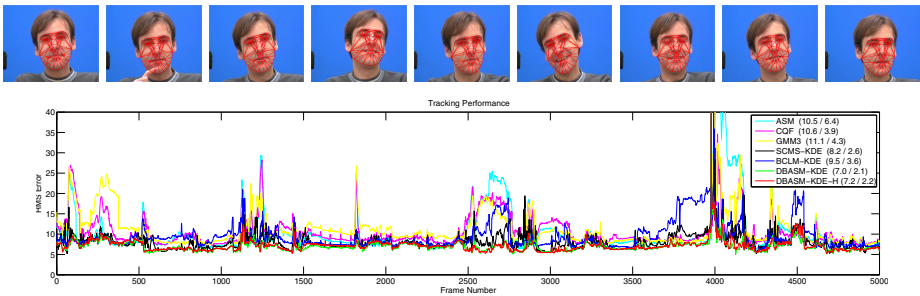 Tracking Performance
40
35
30
25
20
15
10
5
0
RMS Error
ASM (10.5 / 6.4)
CQF (10.6 / 3.9)
GMM3 (11.1 / 4.3)
SCMS-KDE (8.2 / 2.6)
BCLM-KDE (9.5 / 3.6)
DBASM-KDE (7.0 / 2.1)
DBASM-KDE-H (7.2 / 2.2)
0 500 1000 1500 2000 2500 3000 3500 4000 4500 5000
Frame Number